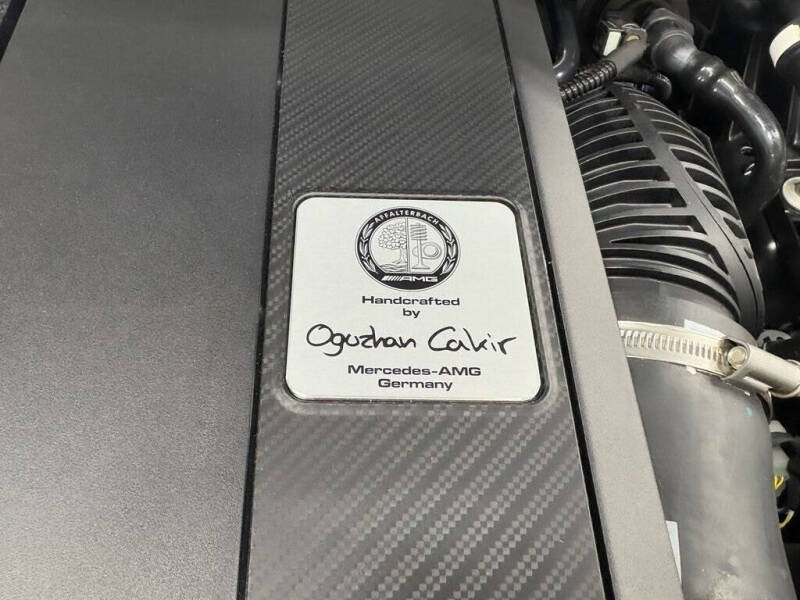 AFFALTERBACH
AMG
Handcrafted
by
Oguzhan Cakir
Mercedes-AMG
Germany